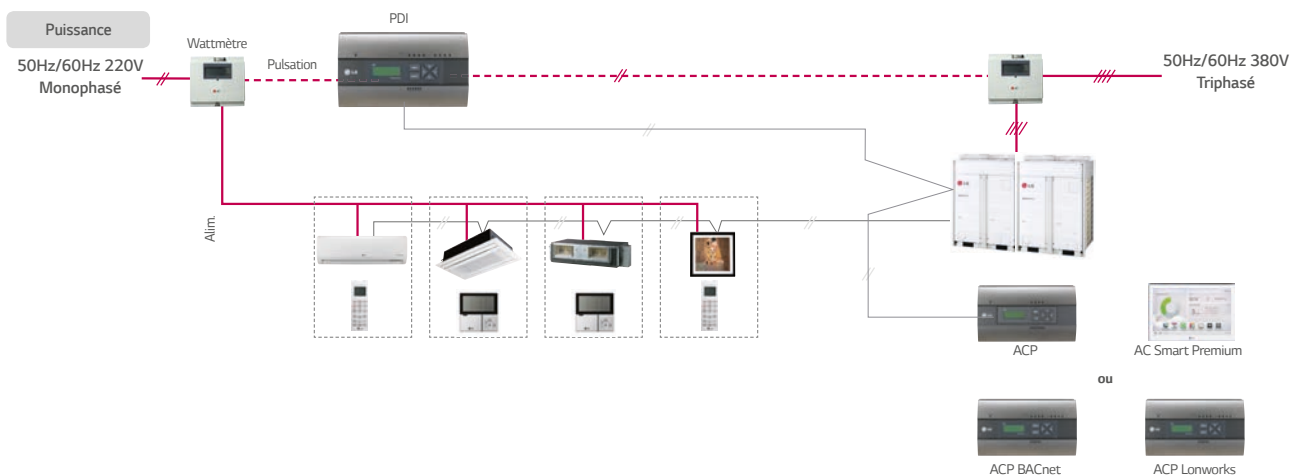 Puissance
PDI
Wattmètre
50Hz/60Hz 220V
Monophasé
Pulsation
50Hz/60Hz 380V
Triphasé
Alim.
LG
ACP
AC Smart Premium
ou
ACP BACnet
ACP Lonworks